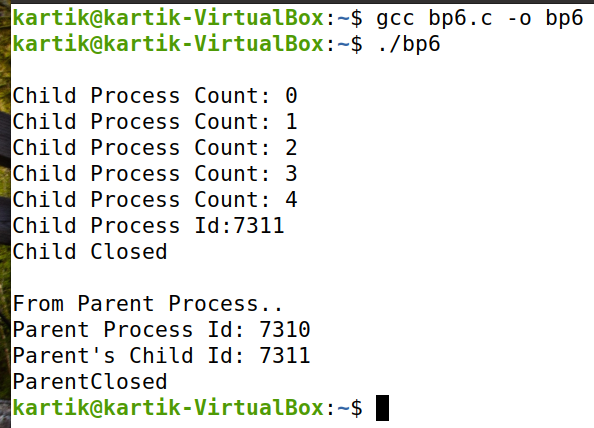 kartik@kartik-VirtualBox:~$ gcc bp6.c -o bp6
kartik@kartik-VirtualBox:~$ ./bp6
Child Process Count: 0
Child Process Count: 1
Child Process Count: 2
Child Process Count: 3
Child Process Count: 4
Child Process Id:7311
Child Closed
From Parent Process..
Parent Process Id: 7310
Parent's Child Id: 7311
ParentClosed
kartik@kartik-VirtualBox:~$